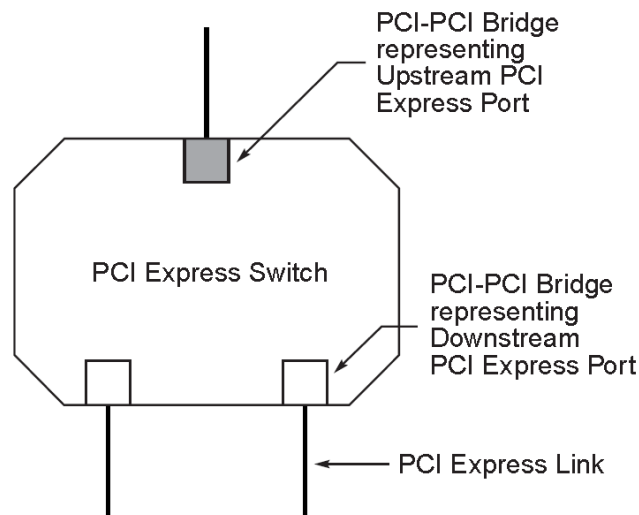 PCI-PCI Bridge
representing
Upstream PCI
Express Port
PCI Express Switch
PCI-PCI Bridge
representing
Downstream
PCI Express Port
PCI Express Link